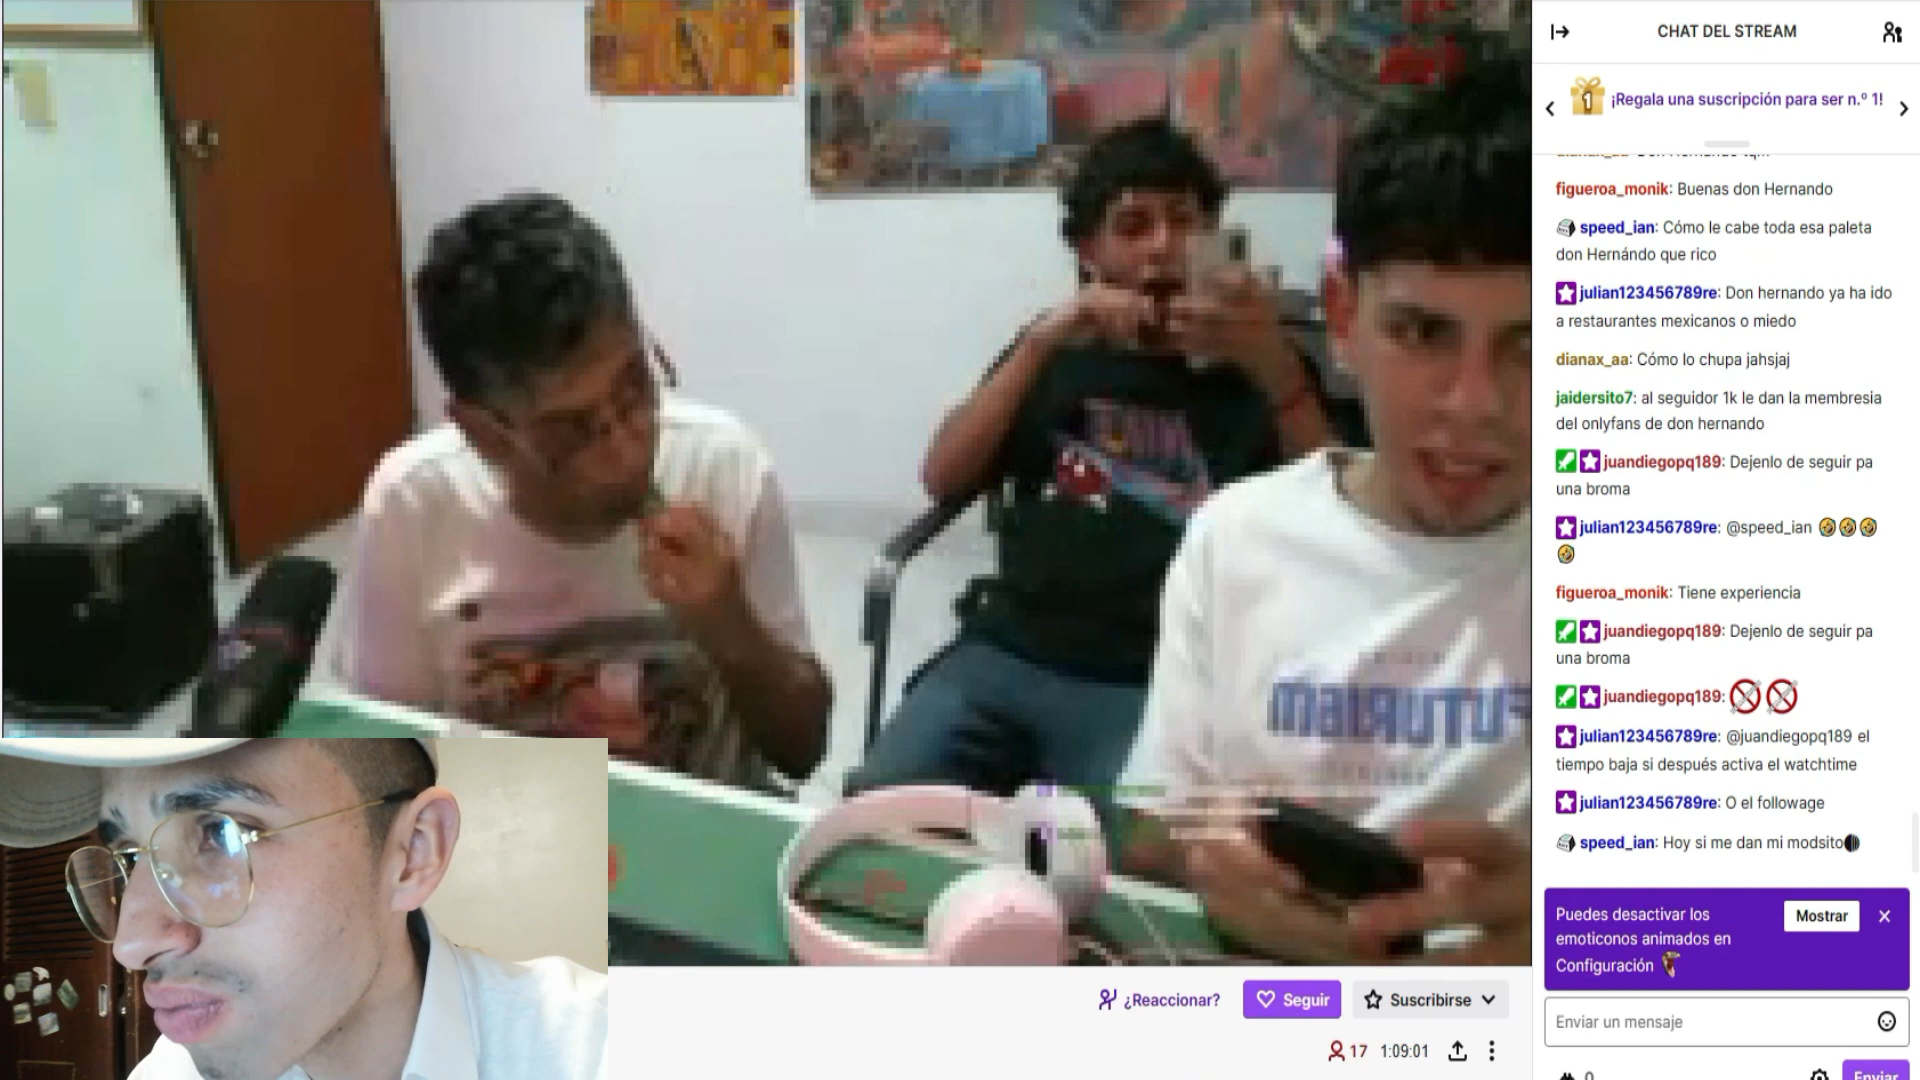 CHAT DEL STREAM
1
¡Regala una suscripción para ser n.º 1!
figueroa_monik: Buenas don Hernando
speed_ian: Cómo le cabe toda esa paleta
don Hernándo que rico
julian123456789re: Don hernando ya ha ido
a restaurantes mexicanos o miedo
dianax_aa: Cómo lo chupa jahsjaj
jaidersito7: al seguidor 1k le dan la membresia
del onlyfans de don hernando
juandiegopq189: Dejenlo de seguir pa
una broma
julian123456789re: @speed_ian 🤣🤣🤣
🤣
figueroa_monik: Tiene experiencia
juandiegopq189: Dejenlo de seguir pa
una broma
juandiegopq189:
julian123456789re: @juandiegopq189 el
tiempo baja si después activa el watchtime
julian123456789re: O el followage
speed_ian: Hoy si me dan mi modsito
Puedes desactivar los
emoticonos animados en
Configuración
Mostrar
¿Reaccionar?
Seguir
Suscribirse
17
1:09:01
Enviar un mensaje
0
Enviar